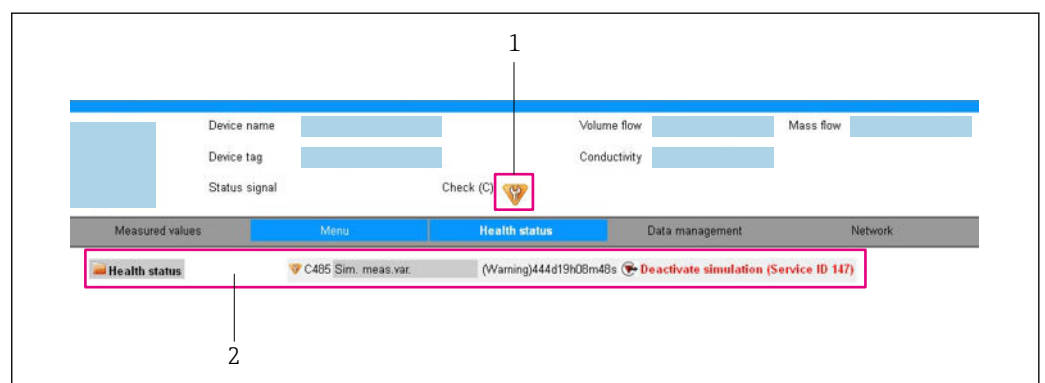 1
Device name
Volume flow
Mass flow
Device tag
Conductivity
Status signal
Check (C)
Measured values
Menu
Health status
Data management
Network
Health status
C485 Sim. meas.var.
(Warning)444d19h08m48s
Deactivate simulation (Service ID 147)
2